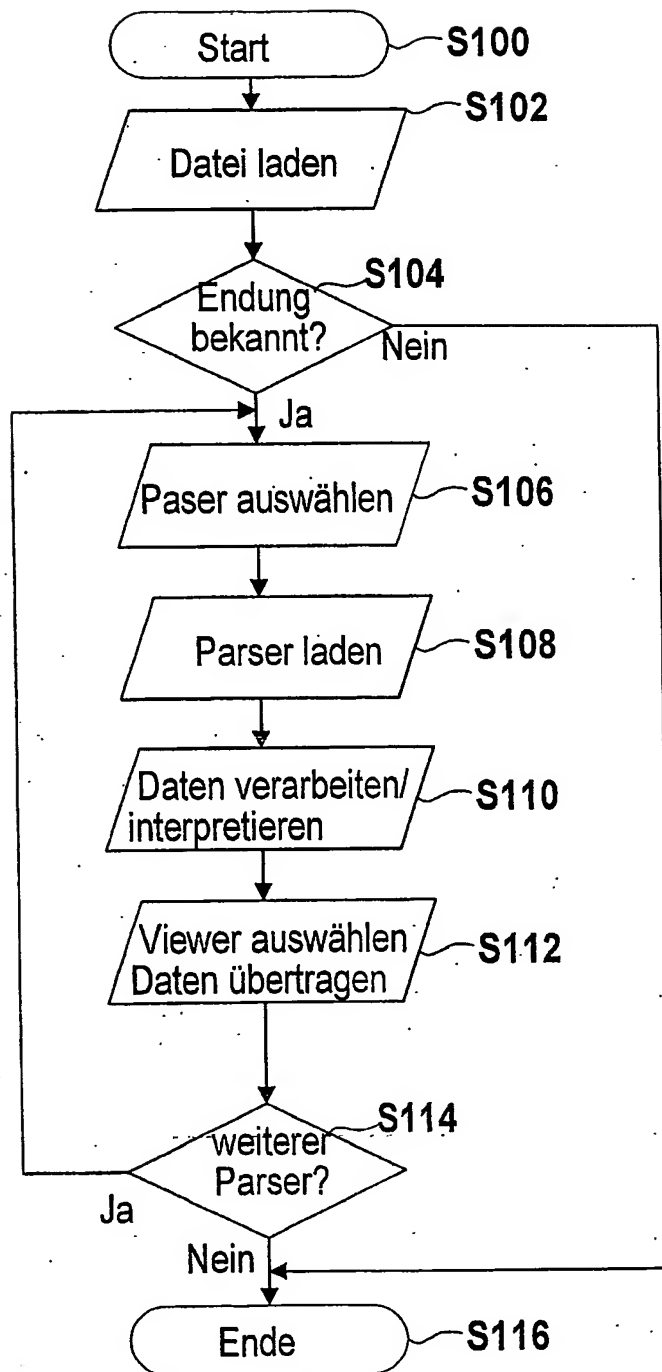 Start
S100
S102
Datei laden
S104
Endung
bekannt?
Nein
Ja
Paser auswählen
S106
Parser laden
S108
Daten verarbeiten/
interpretieren
S110
Viewer auswählen
Daten übertragen
S112
S114
weiterer
Parser?
Ja
Nein
Ende
S116